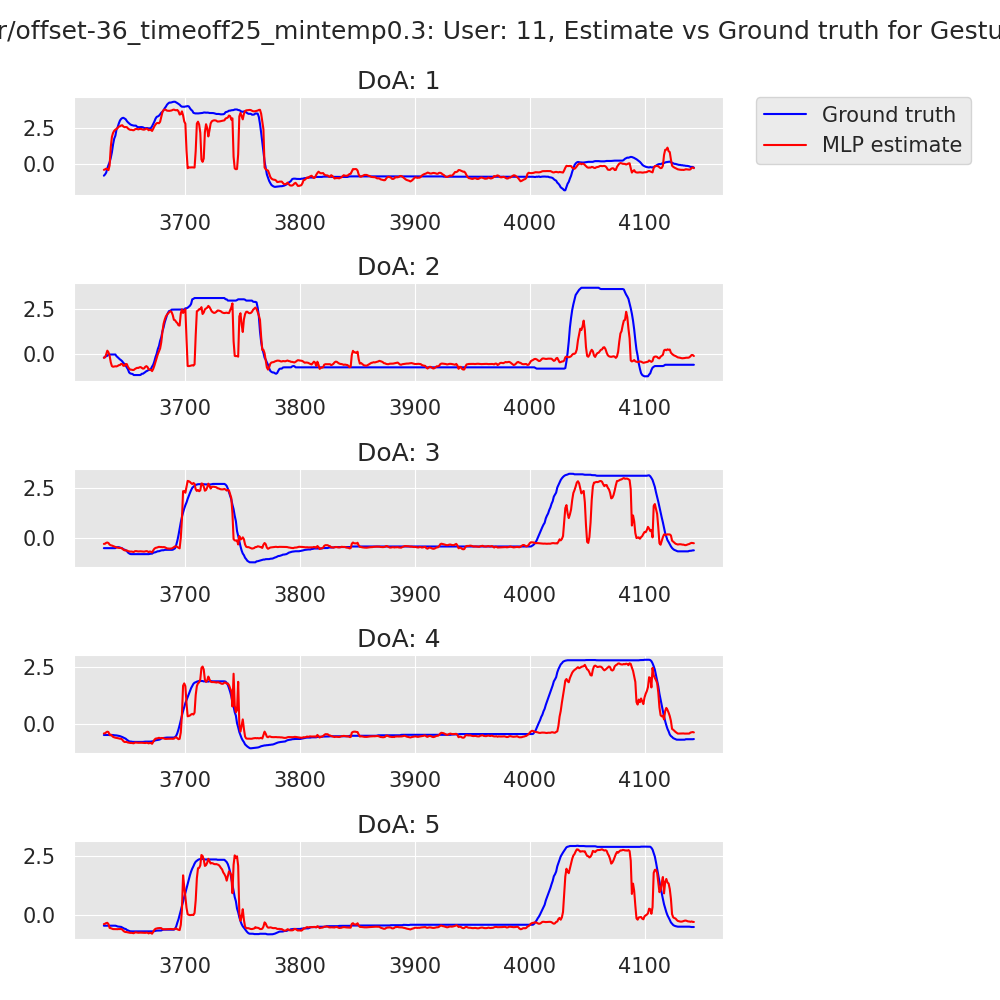 r/offset-36_timeoff25_mintemp0.3: User: 11, Estimate vs Ground truth for Gestu
DoA: 1
Ground truth
MLP estimate
2.5
0.0
3700 3800 3900 4000 4100
DoA: 2
2.5
0.0
3700 3800 3900 4000 4100
DoA: 3
2.5
0.0
3700 3800 3900 4000 4100
DoA: 4
2.5
0.0
3700 3800 3900 4000 4100
DoA: 5
2.5
0.0
3700 3800 3900 4000 4100